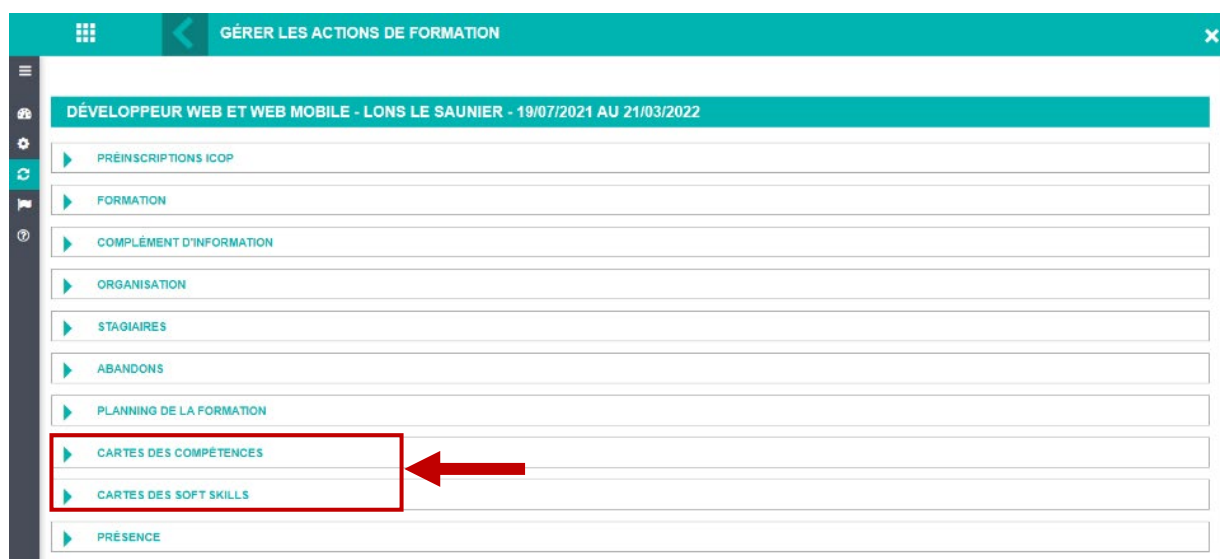 GÉRER LES ACTIONS DE FORMATION
DÉVELOPPEUR WEB ET WEB MOBILE - LONS LE SAUNIER - 19/07/2021 AU 21/03/2022
PRÉINSCRIPTIONS ICOP
FORMATION
COMPLÉMENT D'INFORMATION
ORGANISATION
STAGIAIRES
ABANDONS
PLANNING DE LA FORMATION
CARTES DES COMPÉTENCES
CARTES DES SOFT SKILLS
PRÉSENCE